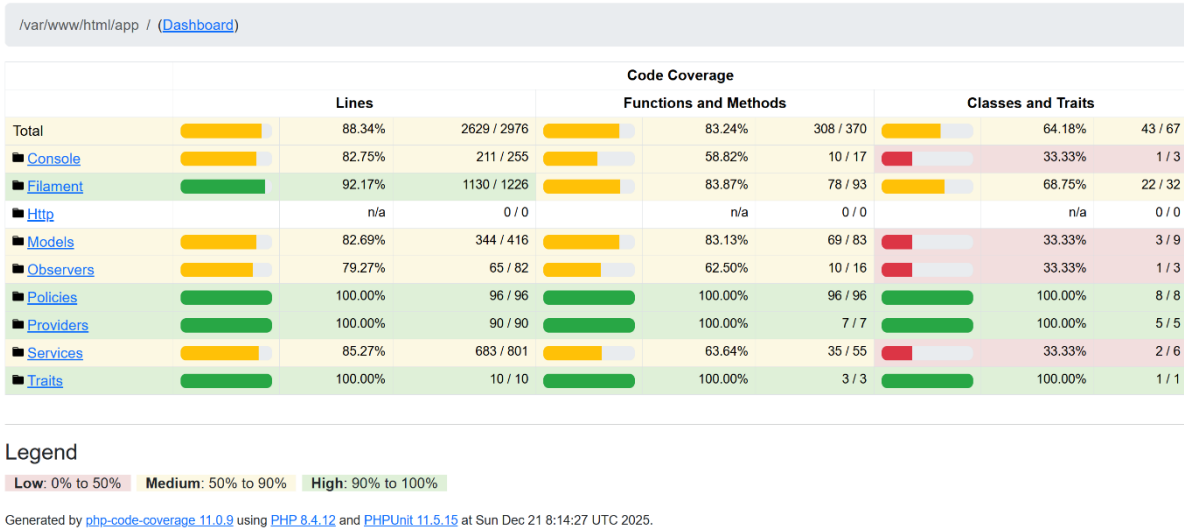 /var/www/html/app / (Dashboard)
Code Coverage
Lines Functions and Methods Classes and Traits
Total 88.34% 2629 / 2976 83.24% 308 / 370 64.18% 43 / 67
Console 82.75% 211 / 255 58.82% 10 / 17 33.33% 1 / 3
Filament 92.17% 1130 / 1226 83.87% 78 / 93 68.75% 22 / 32
Http n/a 0 / 0 n/a 0 / 0 n/a 0 / 0
Models 82.69% 344 / 416 83.13% 69 / 83 33.33% 3 / 9
Observers 79.27% 65 / 82 62.50% 10 / 16 33.33% 1 / 3
Policies 100.00% 96 / 96 100.00% 96 / 96 100.00% 8 / 8
Providers 100.00% 90 / 90 100.00% 7 / 7 100.00% 5 / 5
Services 85.27% 683 / 801 63.64% 35 / 55 33.33% 2 / 6
Traits 100.00% 10 / 10 100.00% 3 / 3 100.00% 1 / 1
Legend
Low: 0% to 50% Medium: 50% to 90% High: 90% to 100%
Generated by php-code-coverage 11.0.9 using PHP 8.4.12 and PHPUnit 11.5.15 at Sun Dec 21 8:14:27 UTC 2025.